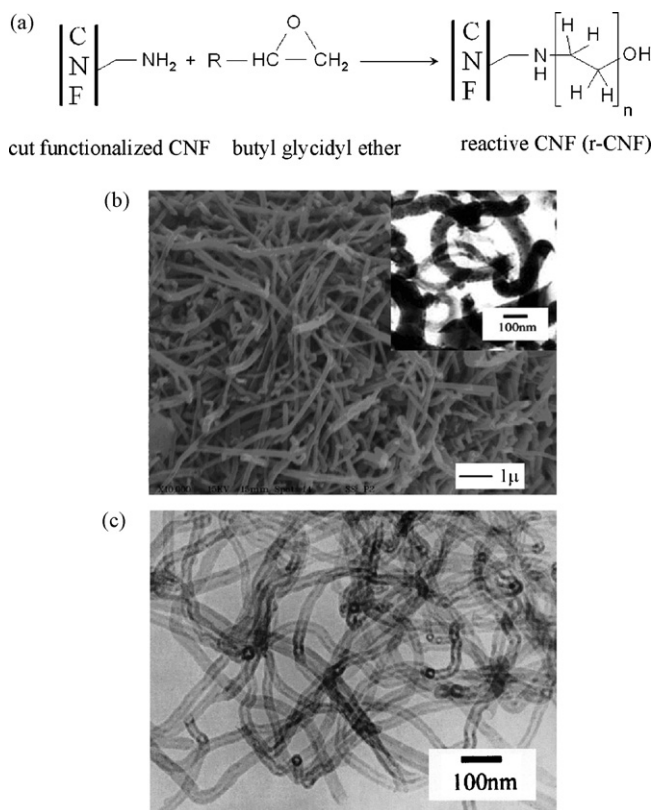 (a)
C
N
F
NH2 + R HC CH2
O
C
N
F
N
H
H
H
H
H
OH
n
cut functionalized CNF butyl glycidyl ether reactive CNF (r-CNF)
(b)
100nm
1μ
(c)
100nm